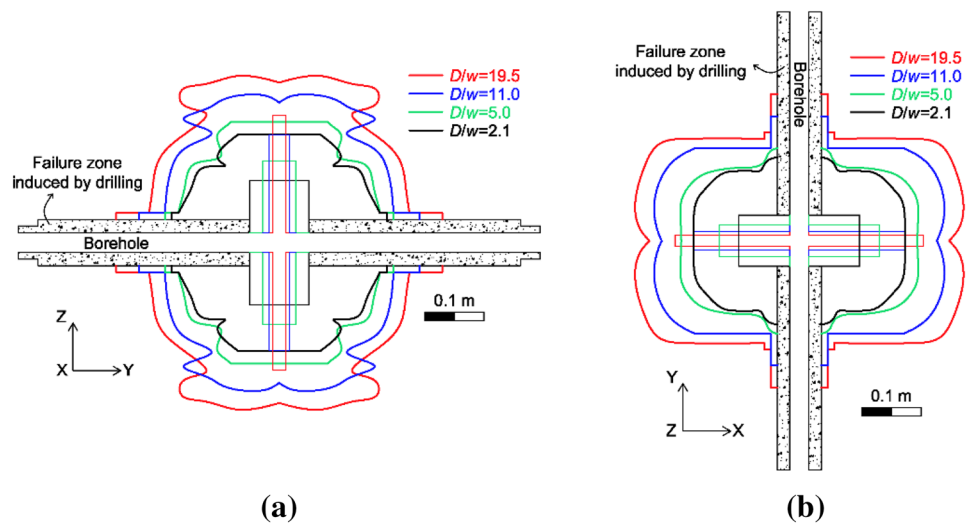 D/w=19.5
D/w=11.0
D/w=5.0
D/w=2.1
Failure zone
induced by drilling
Borehole
0.1 m
Z
X
Y
(a)
Failure zone
induced by drilling
Borehole
D/w=19.5
D/w=11.0
D/w=5.0
D/w=2.1
0.1 m
Y
Z
X
(b)